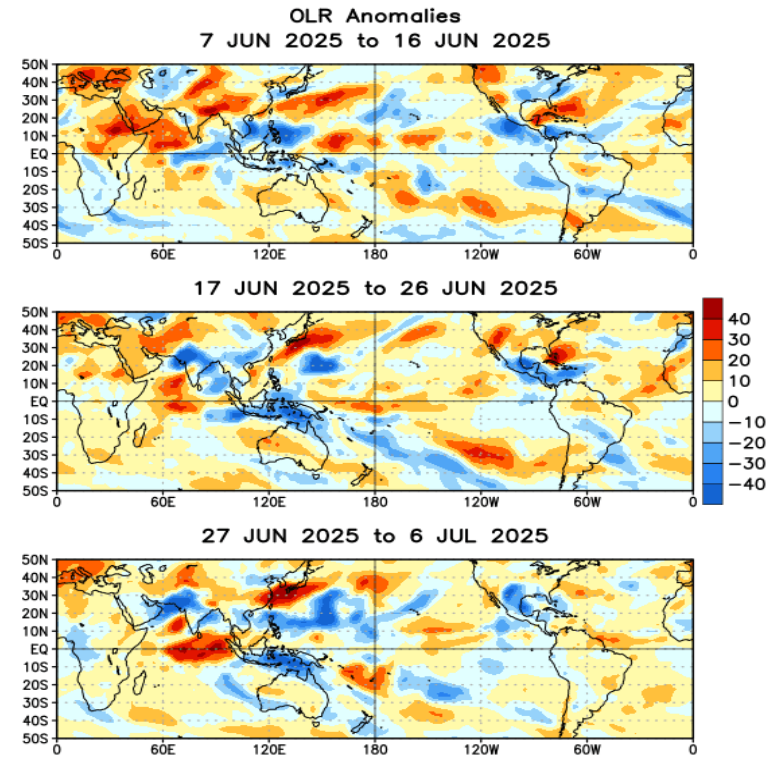 OLR Anomalies
7 JUN 2025 to 16 JUN 2025
50N
40N
30N
20N
10N
EQ
10S
20S
30S
40S
50S
0 60E 120E 180 120W 60W 0
17 JUN 2025 to 26 JUN 2025
50N
40N
30N
20N
10N
EQ
10S
20S
30S
40S
50S
0 60E 120E 180 120W 60W 0
40
30
20
10
0
−10
−20
−30
−40
27 JUN 2025 to 6 JUL 2025
50N
40N
30N
20N
10N
EQ
10S
20S
30S
40S
50S
0 60E 120E 180 120W 60W 0